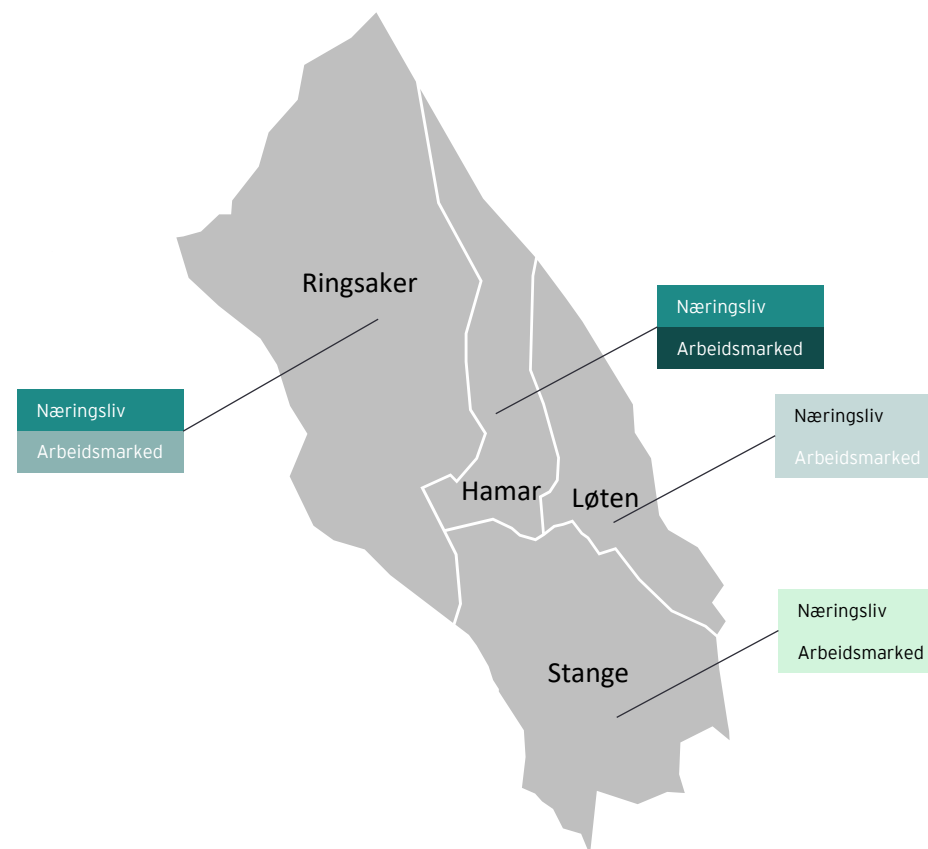 Ringsaker
Næringsliv
Arbeidsmarked
Næringsliv
Arbeidsmarked
Næringsliv
Arbeidsmarked
Hamar
Løten
Næringsliv
Arbeidsmarked
Stange